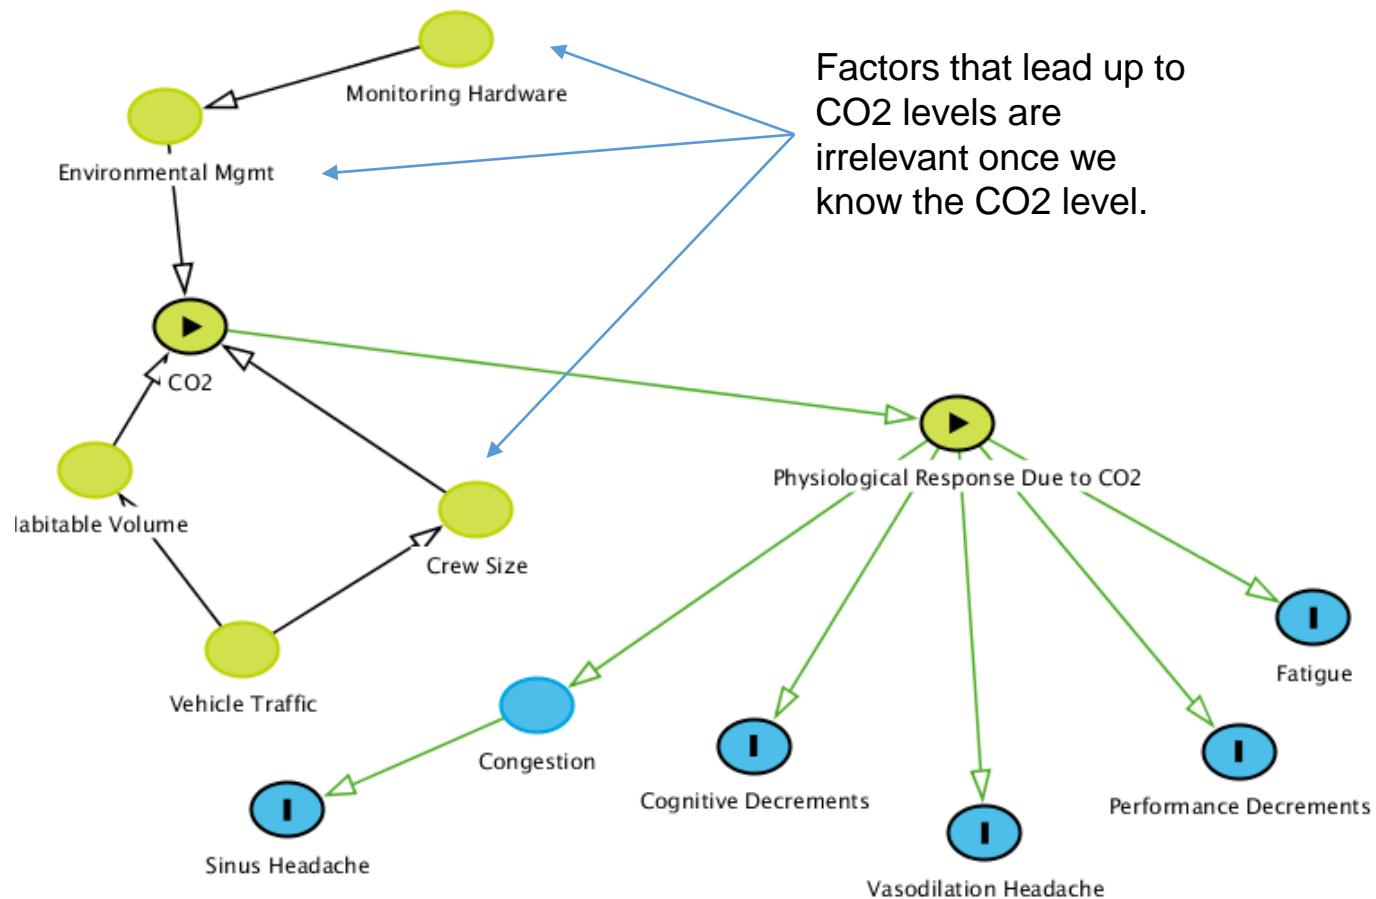 Monitoring Hardware
Factors that lead up to
CO2 levels are
irrelevant once we
know the CO2 level.
Environmental Mgmt
CO2
Physiological Response Due to CO2
labitable Volume
Crew Size
Vehicle Traffic
Fatigue
Congestion
Cognitive Decrements
Performance Decrements
Sinus Headache
Vasodilation Headache